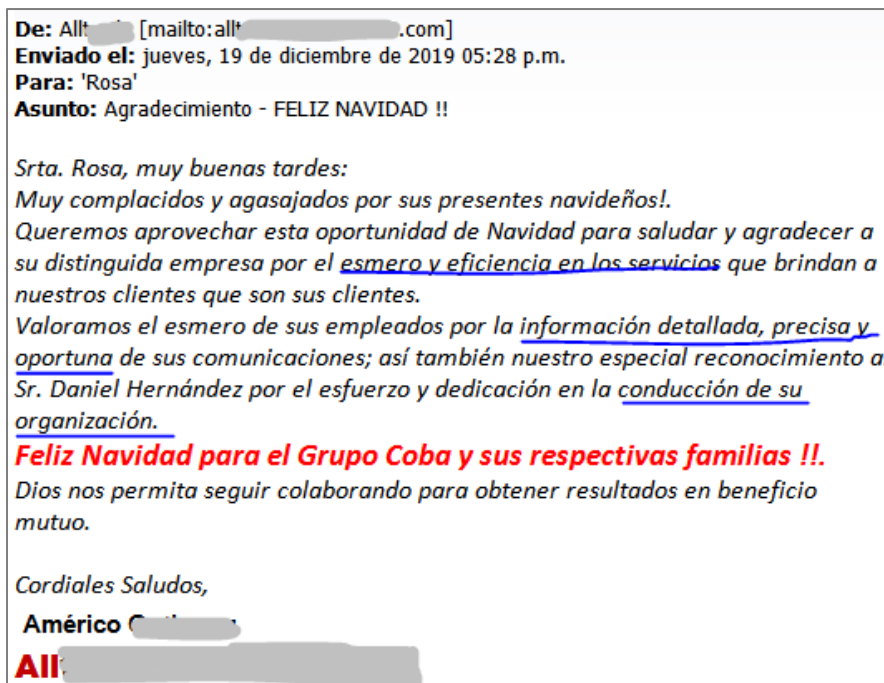 De: Allt [mailto:allt .com]
Enviado el: jueves, 19 de diciembre de 2019 05:28 p.m.
Para: 'Rosa'
Asunto: Agradecimiento - FELIZ NAVIDAD !!
Srta. Rosa, muy buenas tardes:
Muy complacidos y agasajados por sus presentes navideños!.
Queremos aprovechar esta oportunidad de Navidad para saludar y agradecer a
su distinguida empresa por el esmero y eficiencia en los servicios que brindan a
nuestros clientes que son sus clientes.
Valoramos el esmero de sus empleados por la información detallada, precisa y
oportuna de sus comunicaciones; así también nuestro especial reconocimiento a
Sr. Daniel Hernández por el esfuerzo y dedicación en la conducción de su
organización.
Feliz Navidad para el Grupo Coba y sus respectivas familias !!.
Dios nos permita seguir colaborando para obtener resultados en beneficio
mutuo.
Cordiales Saludos,
Américo
All